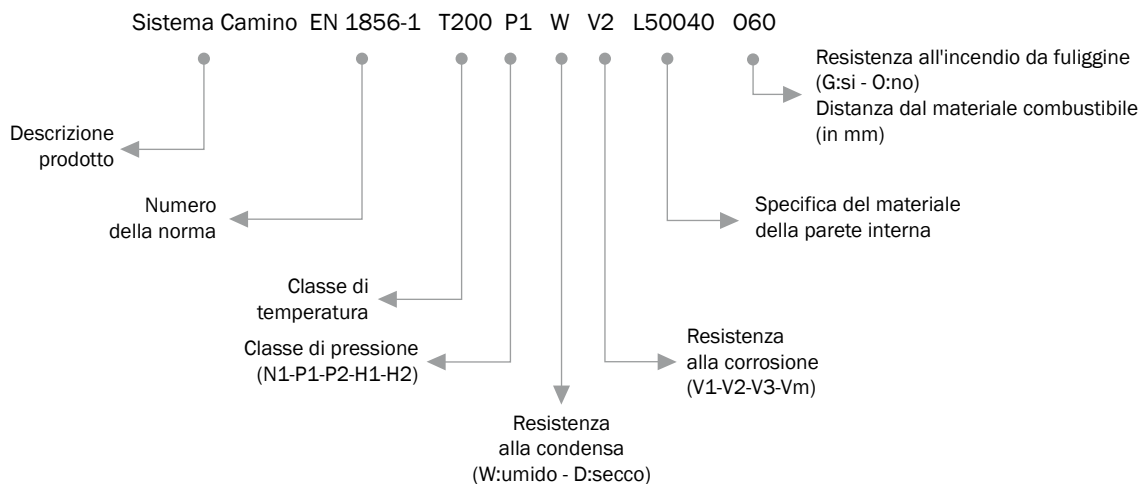 Sistema Camino EN 1856-1 T200 P1 W V2 L50040 O60
Resistenza all'incendio da fuliggine
(G:si - O:no)
Distanza dal materiale combustibile
(in mm)
Descrizione
prodotto
Numero
della norma
Specifica del materiale
della parete interna
Classe di
temperatura
Classe di pressione
(N1-P1-P2-H1-H2)
Resistenza
alla corrosione
(V1-V2-V3-Vm)
Resistenza
alla condensa
(W:umido - D:secco)